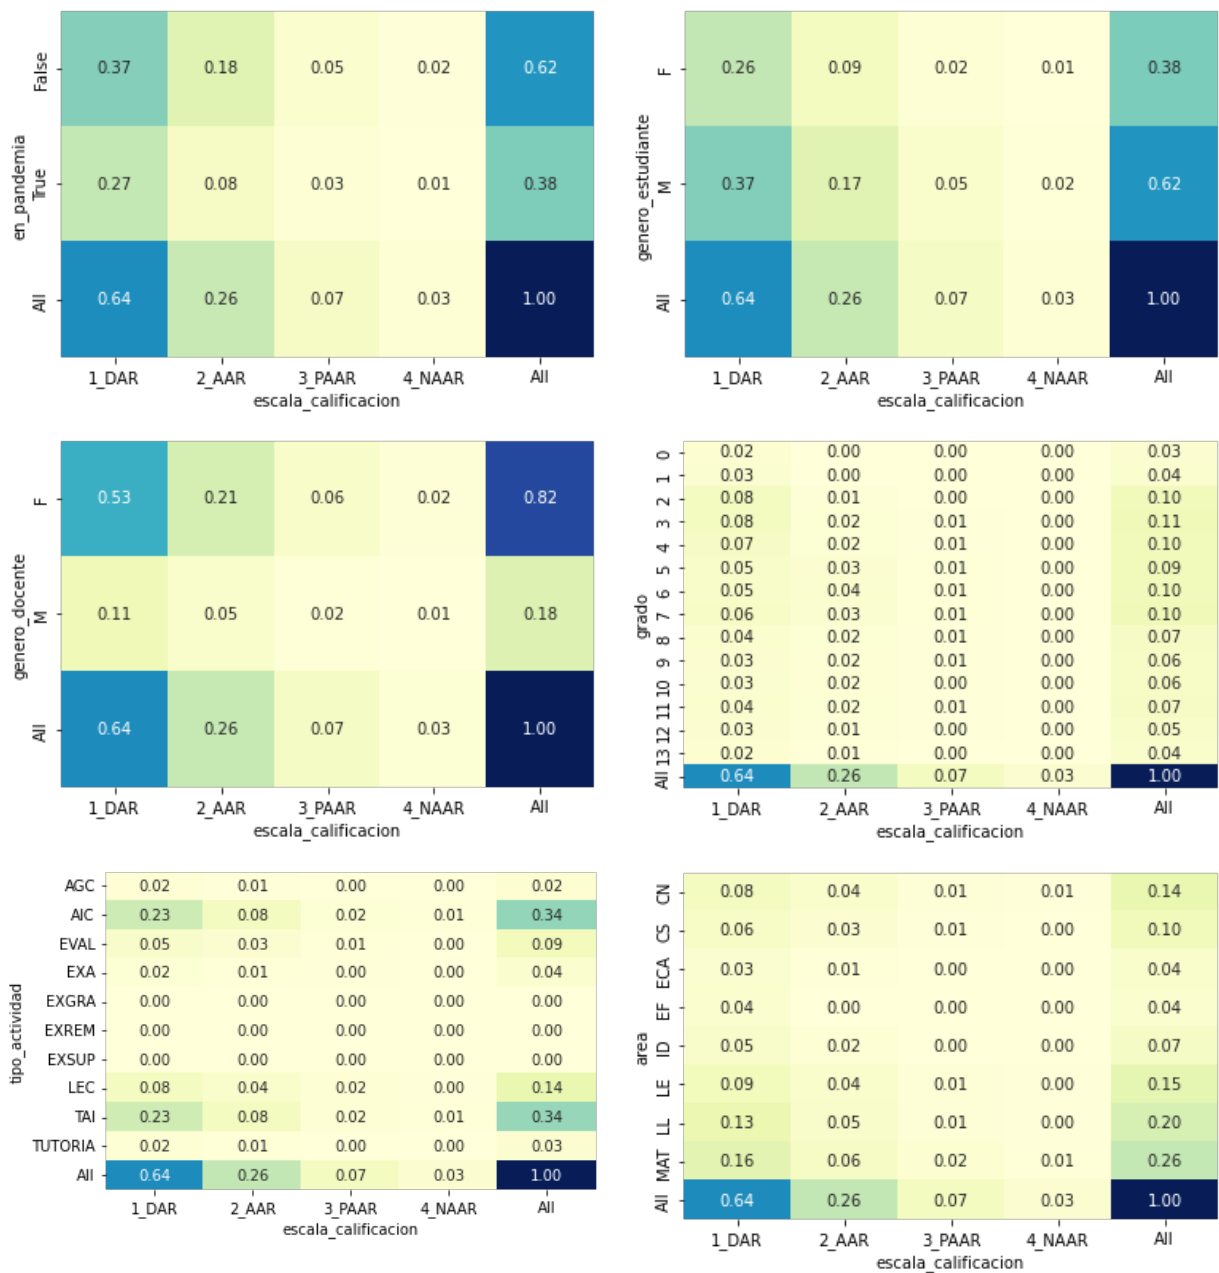 en_pandemia
False 0.37 0.18 0.05 0.02 0.62
True 0.27 0.08 0.03 0.01 0.38
All 0.64 0.26 0.07 0.03 1.00
1_DAR 2_AAR 3_PAAR 4_NAAR All
escala_calificacion
genero_estudiante
F 0.26 0.09 0.02 0.01 0.38
M 0.37 0.17 0.05 0.02 0.62
All 0.64 0.26 0.07 0.03 1.00
1_DAR 2_AAR 3_PAAR 4_NAAR All
escala_calificacion
genero_docente
F 0.53 0.21 0.06 0.02 0.82
M 0.11 0.05 0.02 0.01 0.18
All 0.64 0.26 0.07 0.03 1.00
1_DAR 2_AAR 3_PAAR 4_NAAR All
escala_calificacion
grado
0 0.02 0.00 0.00 0.00 0.03
1 0.03 0.00 0.00 0.00 0.04
2 0.08 0.01 0.00 0.00 0.10
3 0.08 0.02 0.01 0.00 0.11
4 0.07 0.02 0.01 0.00 0.10
5 0.05 0.03 0.01 0.00 0.09
6 0.05 0.04 0.01 0.00 0.10
7 0.06 0.03 0.01 0.00 0.10
8 0.04 0.02 0.01 0.00 0.07
9 0.03 0.02 0.01 0.00 0.06
10 0.03 0.02 0.00 0.00 0.06
11 0.04 0.02 0.01 0.00 0.07
12 0.03 0.01 0.00 0.00 0.05
13 0.02 0.01 0.00 0.00 0.04
All 0.64 0.26 0.07 0.03 1.00
1_DAR 2_AAR 3_PAAR 4_NAAR All
escala_calificacion
tipo_actividad
AGC 0.02 0.01 0.00 0.00 0.02
AIC 0.23 0.08 0.02 0.01 0.34
EVAL 0.05 0.03 0.01 0.00 0.09
EXA 0.02 0.01 0.00 0.00 0.04
EXGRA 0.00 0.00 0.00 0.00 0.00
EXREM 0.00 0.00 0.00 0.00 0.00
EXSUP 0.00 0.00 0.00 0.00 0.00
LEC 0.08 0.04 0.02 0.00 0.14
TAI 0.23 0.08 0.02 0.01 0.34
TUTORIA 0.02 0.01 0.00 0.00 0.03
All 0.64 0.26 0.07 0.03 1.00
1_DAR 2_AAR 3_PAAR 4_NAAR All
escala_calificacion
area
CN 0.08 0.04 0.01 0.01 0.14
CS 0.06 0.03 0.01 0.00 0.10
ECA 0.03 0.01 0.00 0.00 0.04
EF 0.04 0.00 0.00 0.00 0.04
ID 0.05 0.02 0.00 0.00 0.07
LE 0.09 0.04 0.01 0.00 0.15
LL 0.13 0.05 0.01 0.00 0.20
MAT 0.16 0.06 0.02 0.01 0.26
All 0.64 0.26 0.07 0.03 1.00
1_DAR 2_AAR 3_PAAR 4_NAAR All
escala_calificacion